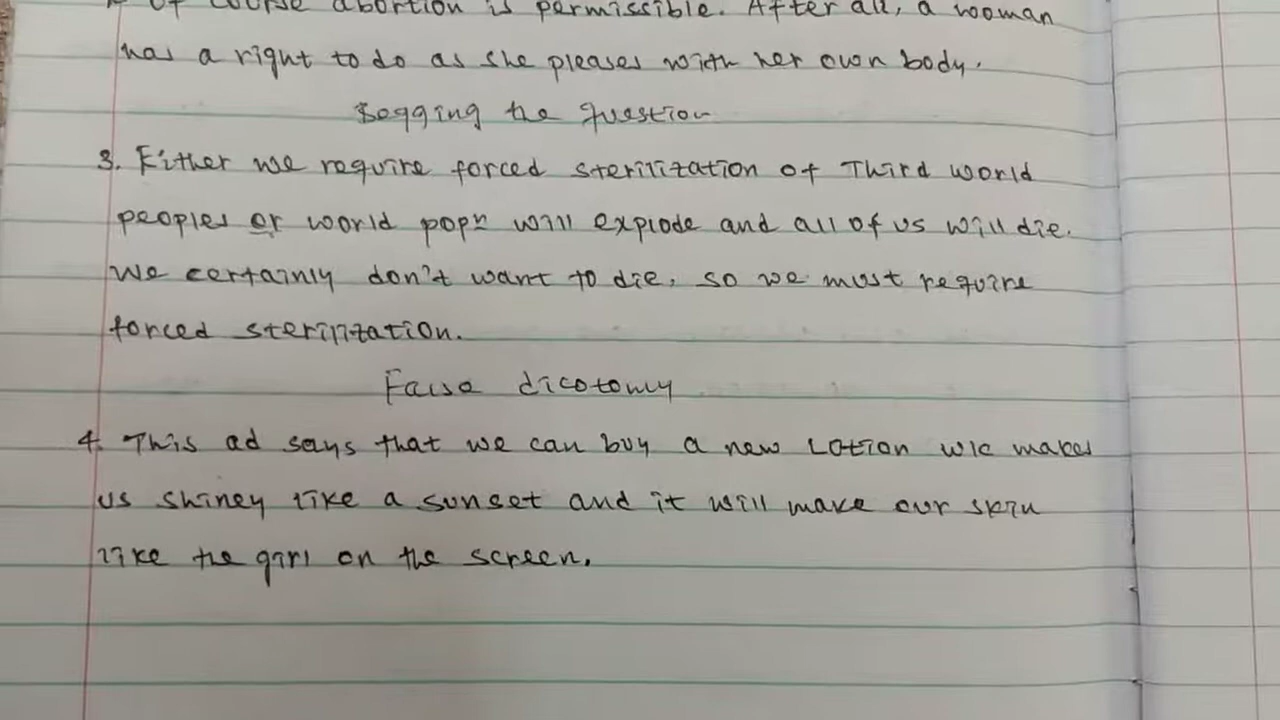 Of course abortion is permissible. After all, a wooman
has a right to do as she pleases with her own body.
Begging the question
3. Either we require forced sterilization of Third world
peoples or world popn will explode and all of us will die.
We certainly don't want to die, so we must require
forced sterilization.
False dicotomy
4. This ad says that we can buy a new Lotion wic makes
us shiney like a sunset and it will make our skin
like the girl on the screen.